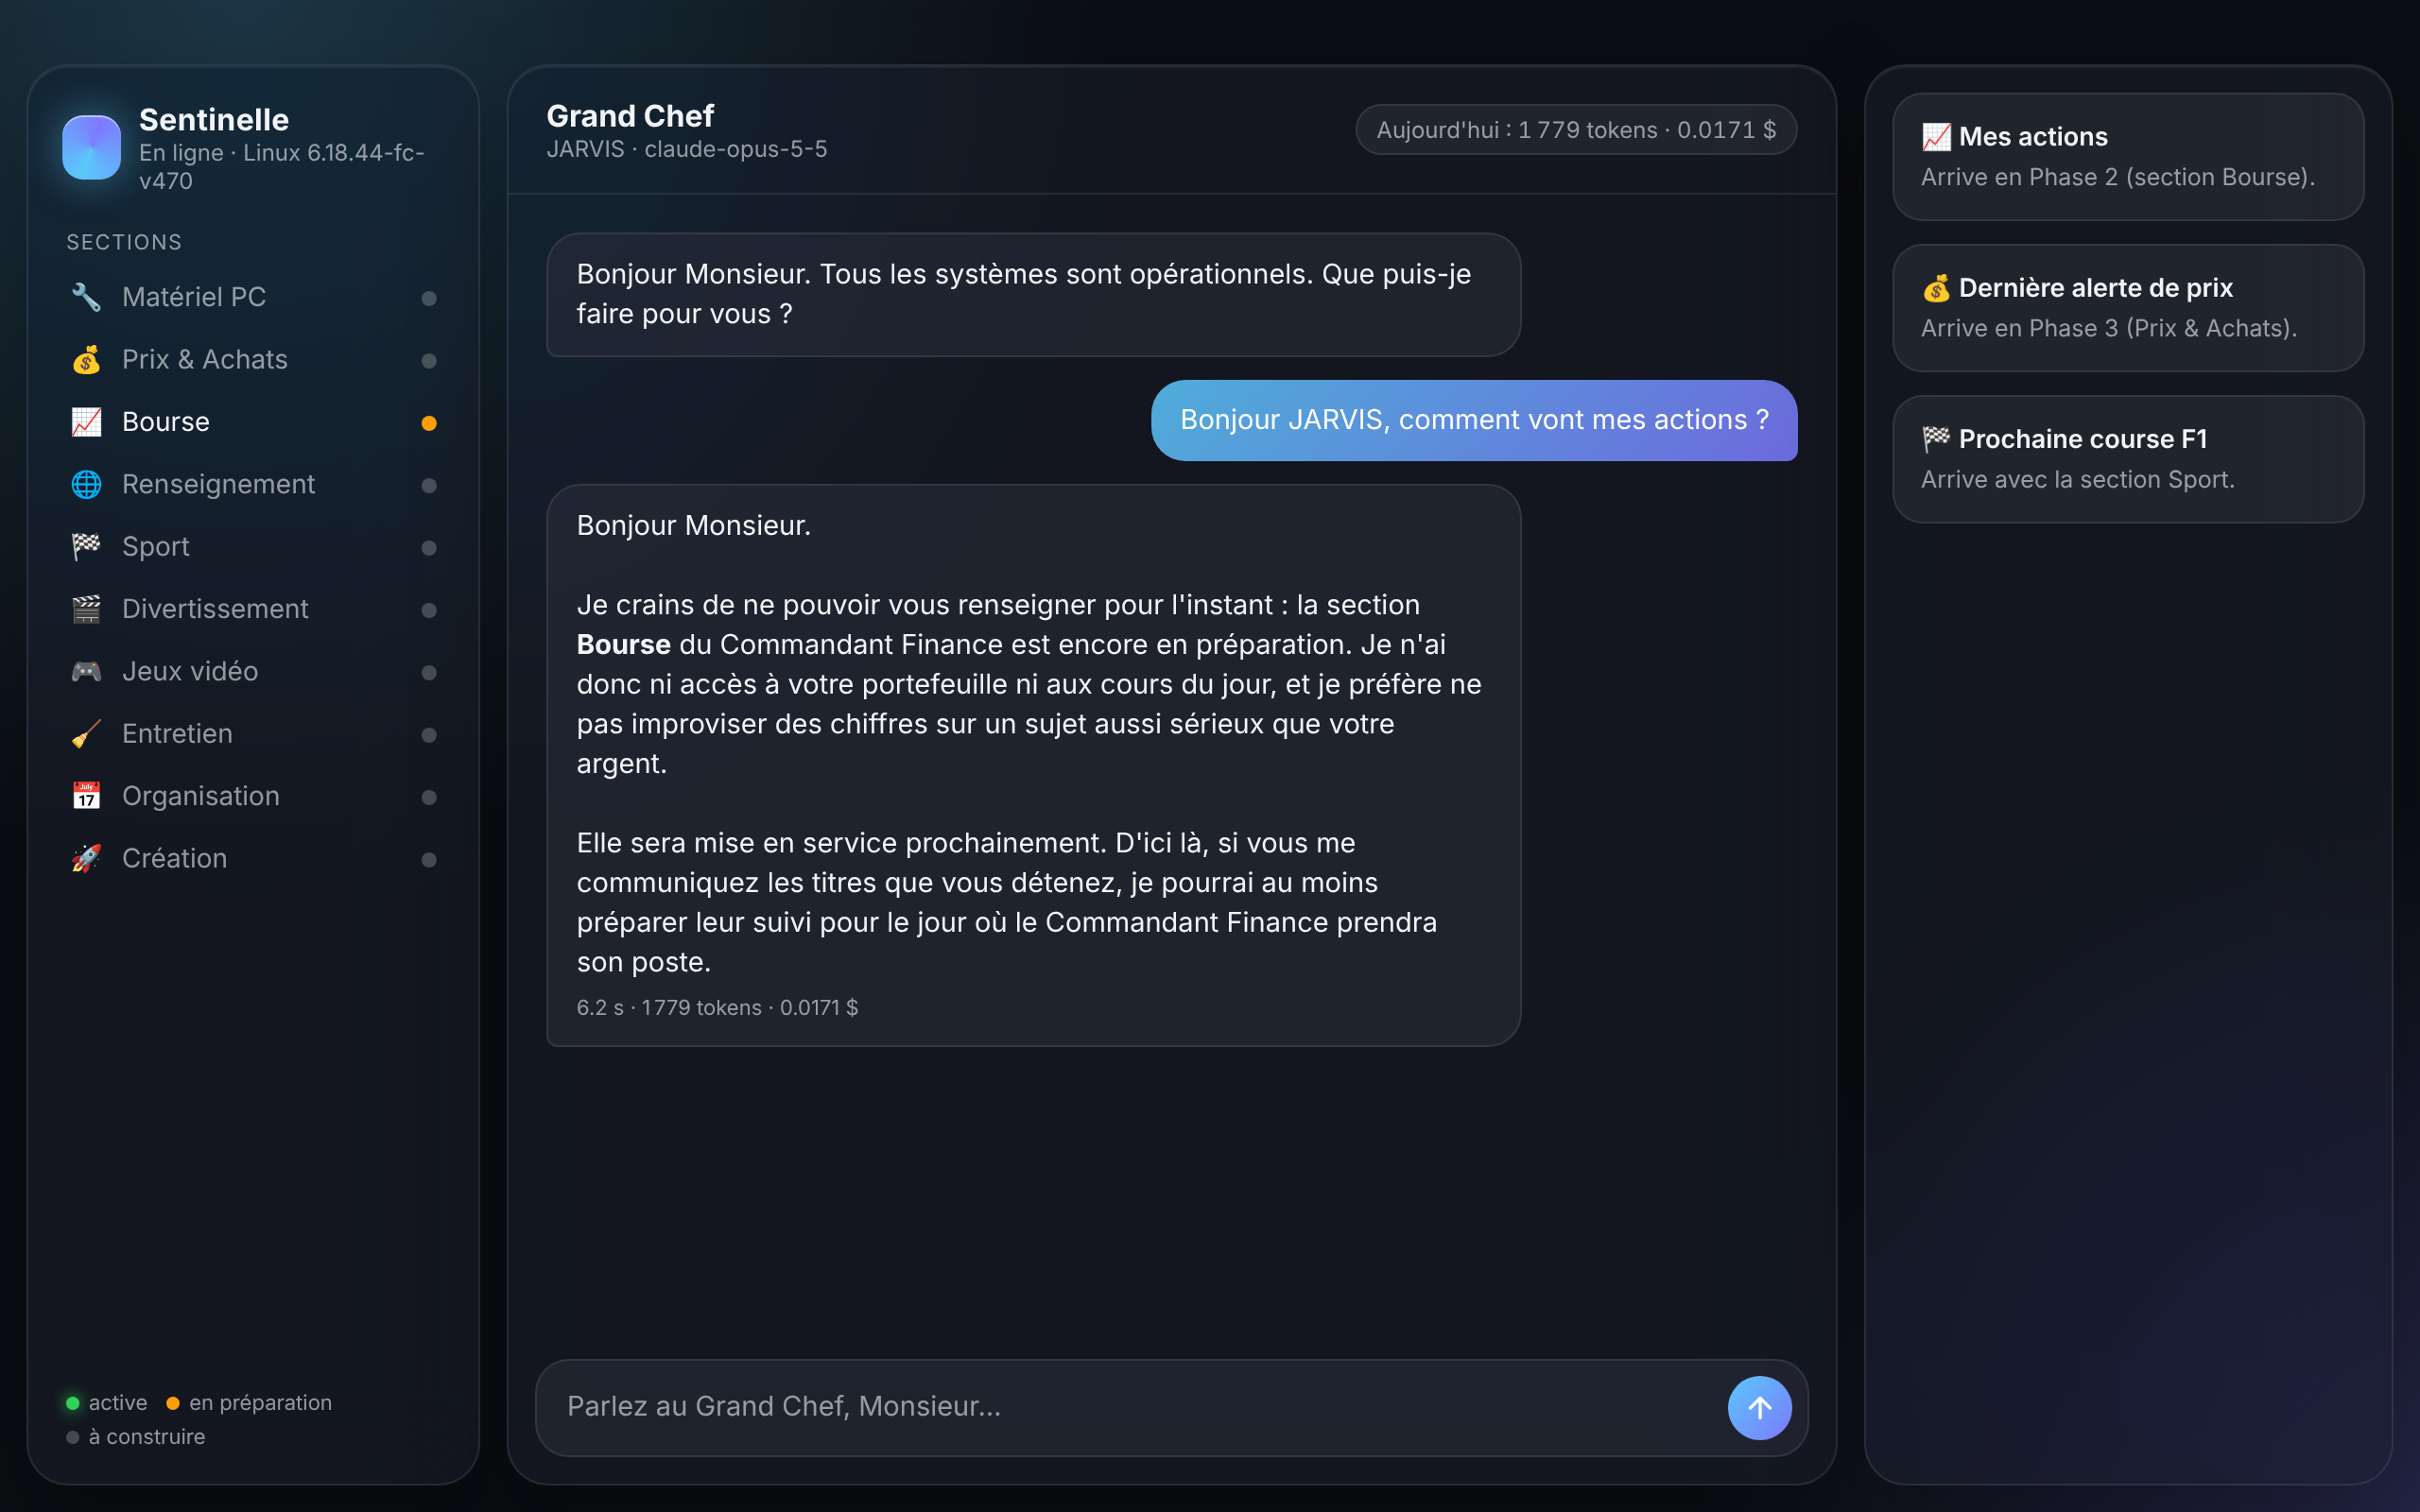 Sentinelle
En ligne · Linux 6.18.44-fc-
v470
SECTIONS
Matériel PC
Prix & Achats
Bourse
Renseignement
Sport
Divertissement
Jeux vidéo
Entretien
Organisation
Création
active en préparation
à construire
Grand Chef
JARVIS · claude-opus-5-5
Aujourd'hui : 1 779 tokens · 0.0171 $
Bonjour Monsieur. Tous les systèmes sont opérationnels. Que puis-je
faire pour vous ?
Bonjour JARVIS, comment vont mes actions ?
Bonjour Monsieur.
Je crains de ne pouvoir vous renseigner pour l'instant : la section
Bourse du Commandant Finance est encore en préparation. Je n'ai
donc ni accès à votre portefeuille ni aux cours du jour, et je préfère ne
pas improviser des chiffres sur un sujet aussi sérieux que votre
argent.
Elle sera mise en service prochainement. D'ici là, si vous me
communiquez les titres que vous détenez, je pourrai au moins
préparer leur suivi pour le jour où le Commandant Finance prendra
son poste.
6.2 s · 1 779 tokens · 0.0171 $
Parlez au Grand Chef, Monsieur...
Mes actions
Arrive en Phase 2 (section Bourse).
Dernière alerte de prix
Arrive en Phase 3 (Prix & Achats).
Prochaine course F1
Arrive avec la section Sport.